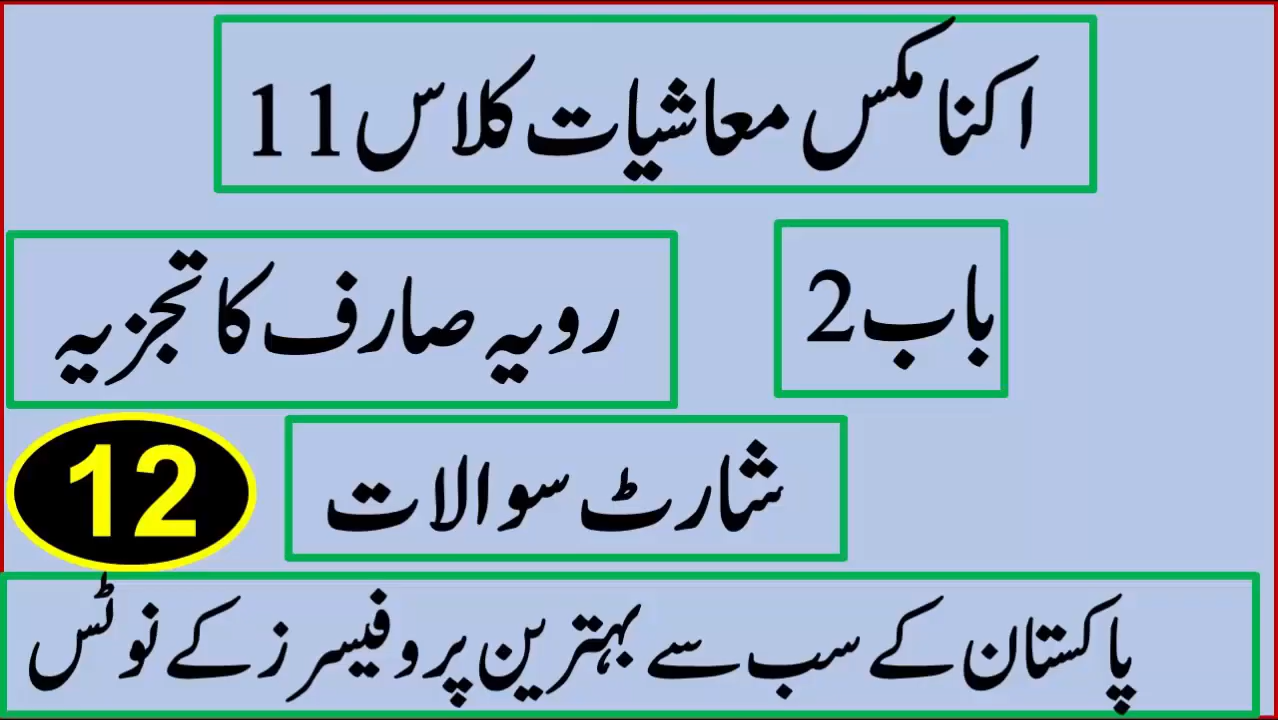 اکنامکس معاشیات کلاس 11
باب 2
رویہ صارف کا تجزیہ
شارٹ سوالات
12
پاکستان کے سب سے بہترین پروفیسرز کے نوٹس